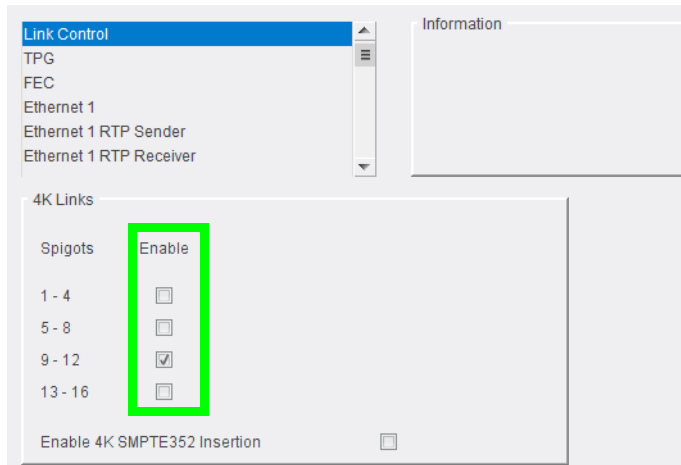 Link Control
TPG
FEC
Ethernet 1
Ethernet 1 RTP Sender
Ethernet 1 RTP Receiver
Information
4K Links
Spigots Enable
1 - 4
5 - 8
9 - 12
13 - 16
Enable 4K SMPTE352 Insertion